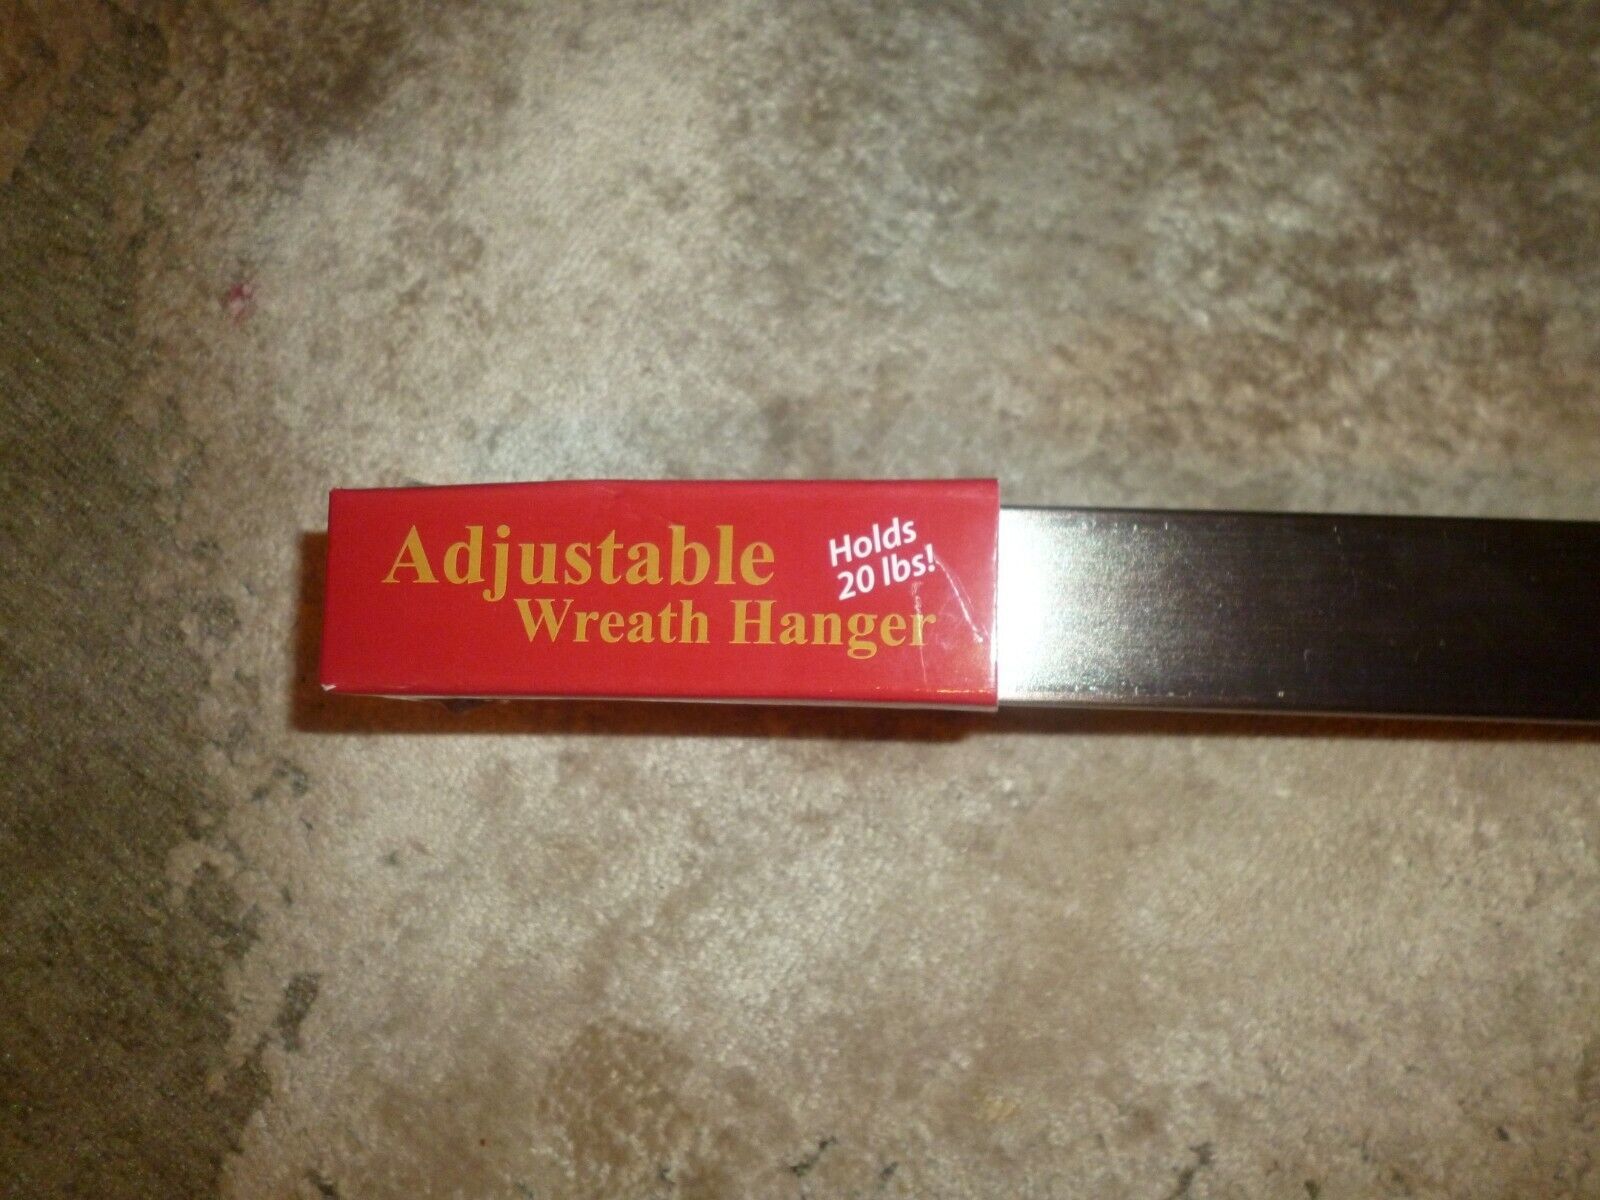 Adjustable
Wreath Hanger
Holds
20 lbs!